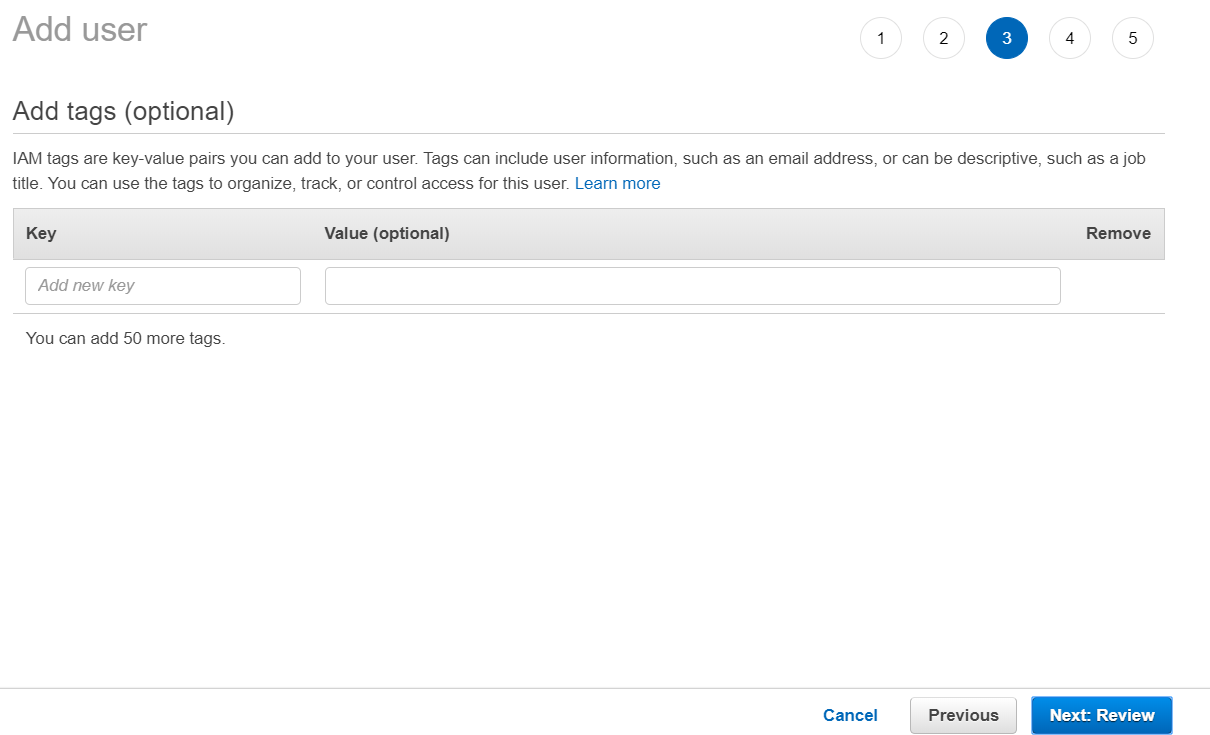 Add user
1 2 3 4 5
Add tags (optional)
IAM tags are key-value pairs you can add to your user. Tags can include user information, such as an email address, or can be descriptive, such as a job
title. You can use the tags to organize, track, or control access for this user. Learn more
Key Value (optional) Remove
Add new key
You can add 50 more tags.
Cancel Previous Next: Review